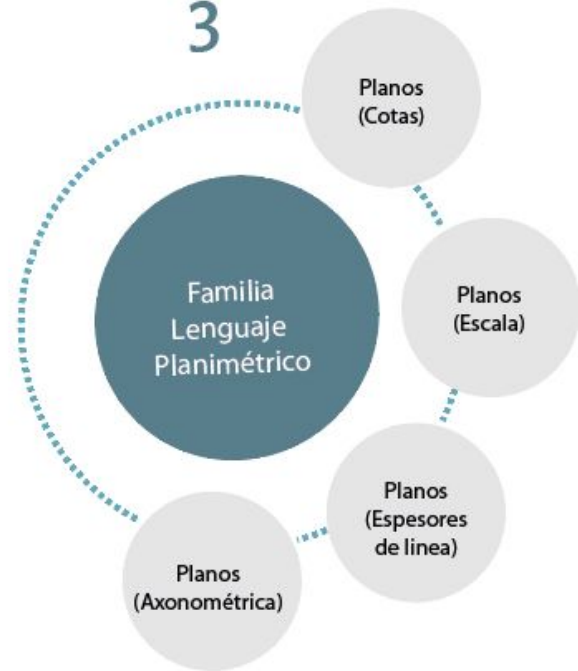 3
Planos
(Cotas)
Familia
Lenguaje
Planimétrico
Planos
(Escala)
Planos
(Espesores
de linea)
Planos
(Axonométrica)